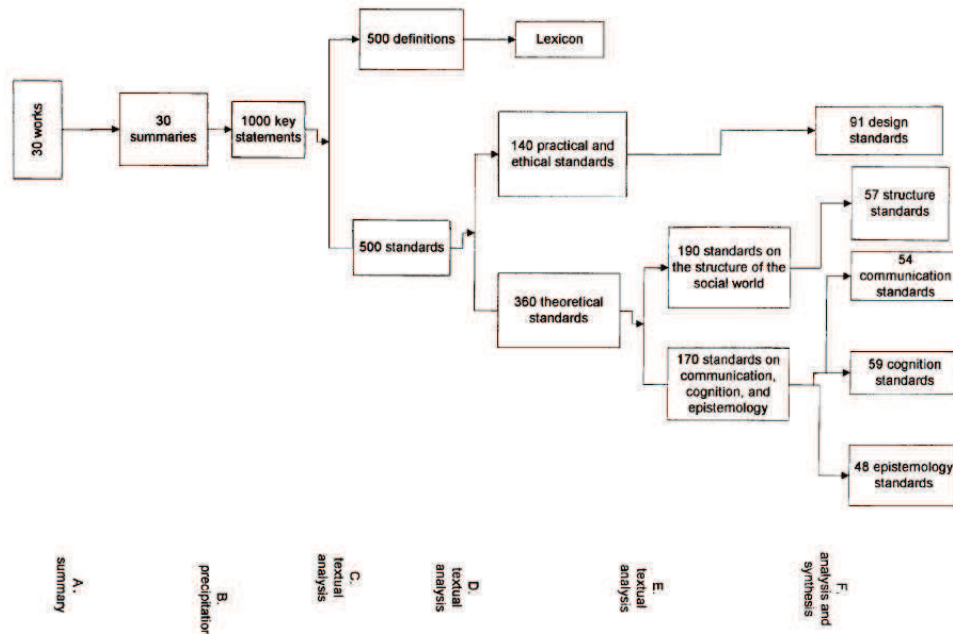 500 definitions
Lexicon
30 works
30
summaries
1000 key
statements
140 practical and
ethical standards
91 design
standards
500 standards
57 structure
standards
190 standards on
the structure of the
social world
54
communication
standards
360 theoretical
standards
170 standards on
communication,
cognition, and
epistemology
59 cognition
standards
48 epistemology
standards
A.
summary
B.
precipitation
C.
textual
analysis
D.
textual
analysis
E.
textual
analysis
F.
analysis and
synthesis